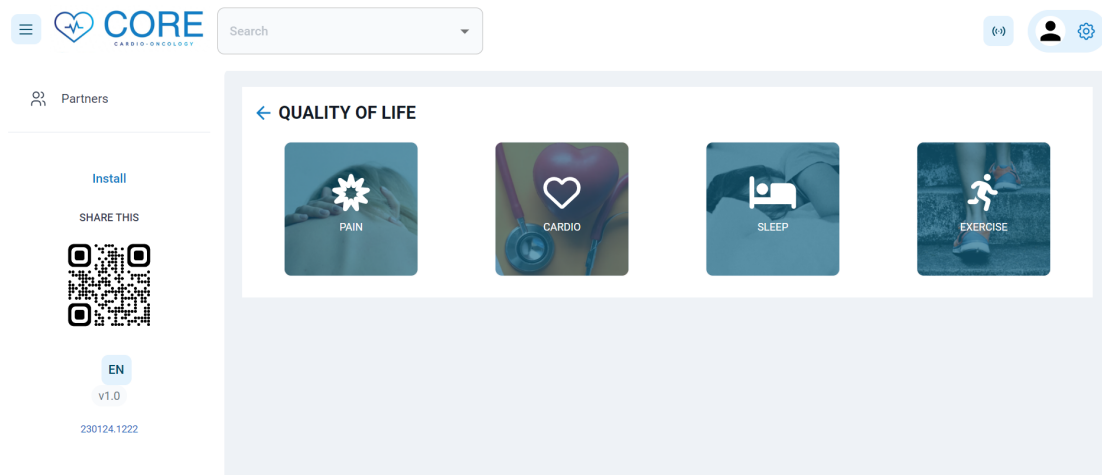 CORE
CARDIO-ONCOLOGY
Search
Partners
Install
SHARE THIS
EN
v1.0
230124.1222
QUALITY OF LIFE
PAIN
CARDIO
SLEEP
EXERCISE